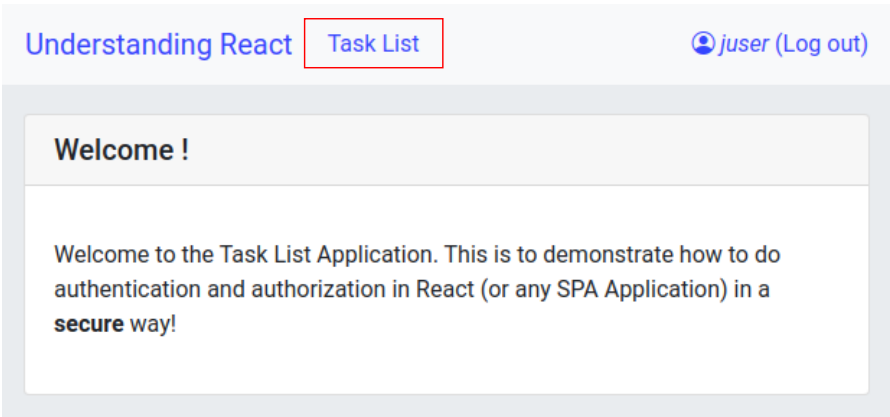 Understanding React Task List juser (Log out)
Welcome !
Welcome to the Task List Application. This is to demonstrate how to do
authentication and authorization in React (or any SPA Application) in a
secure way!